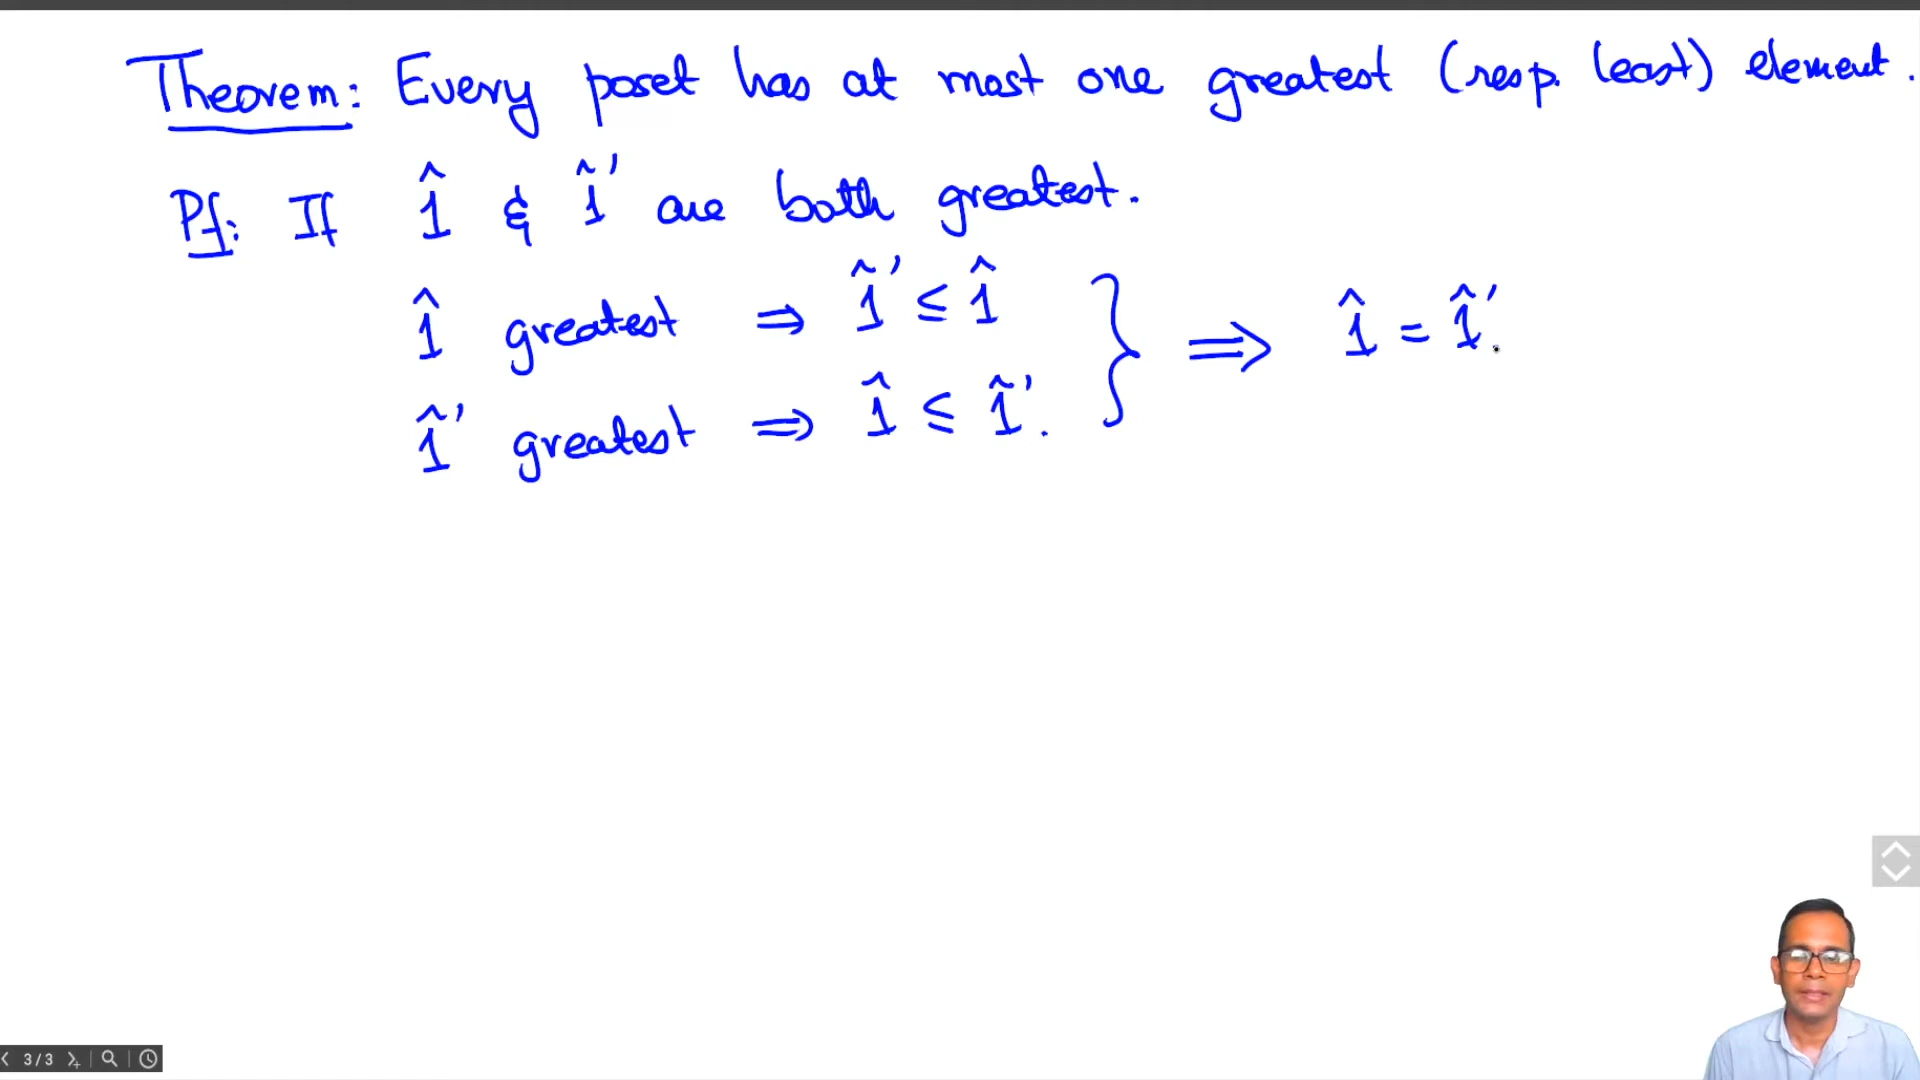 Theorem: Every poset has at most one greatest (resp. least) element.
Pf: If 1̂ & 1̂′ are both greatest.
1̂ greatest ⇒ 1̂′ ≤ 1̂
1̂′ greatest ⇒ 1̂ ≤ 1̂′.
} ⇒ 1̂ = 1̂′.
3/3